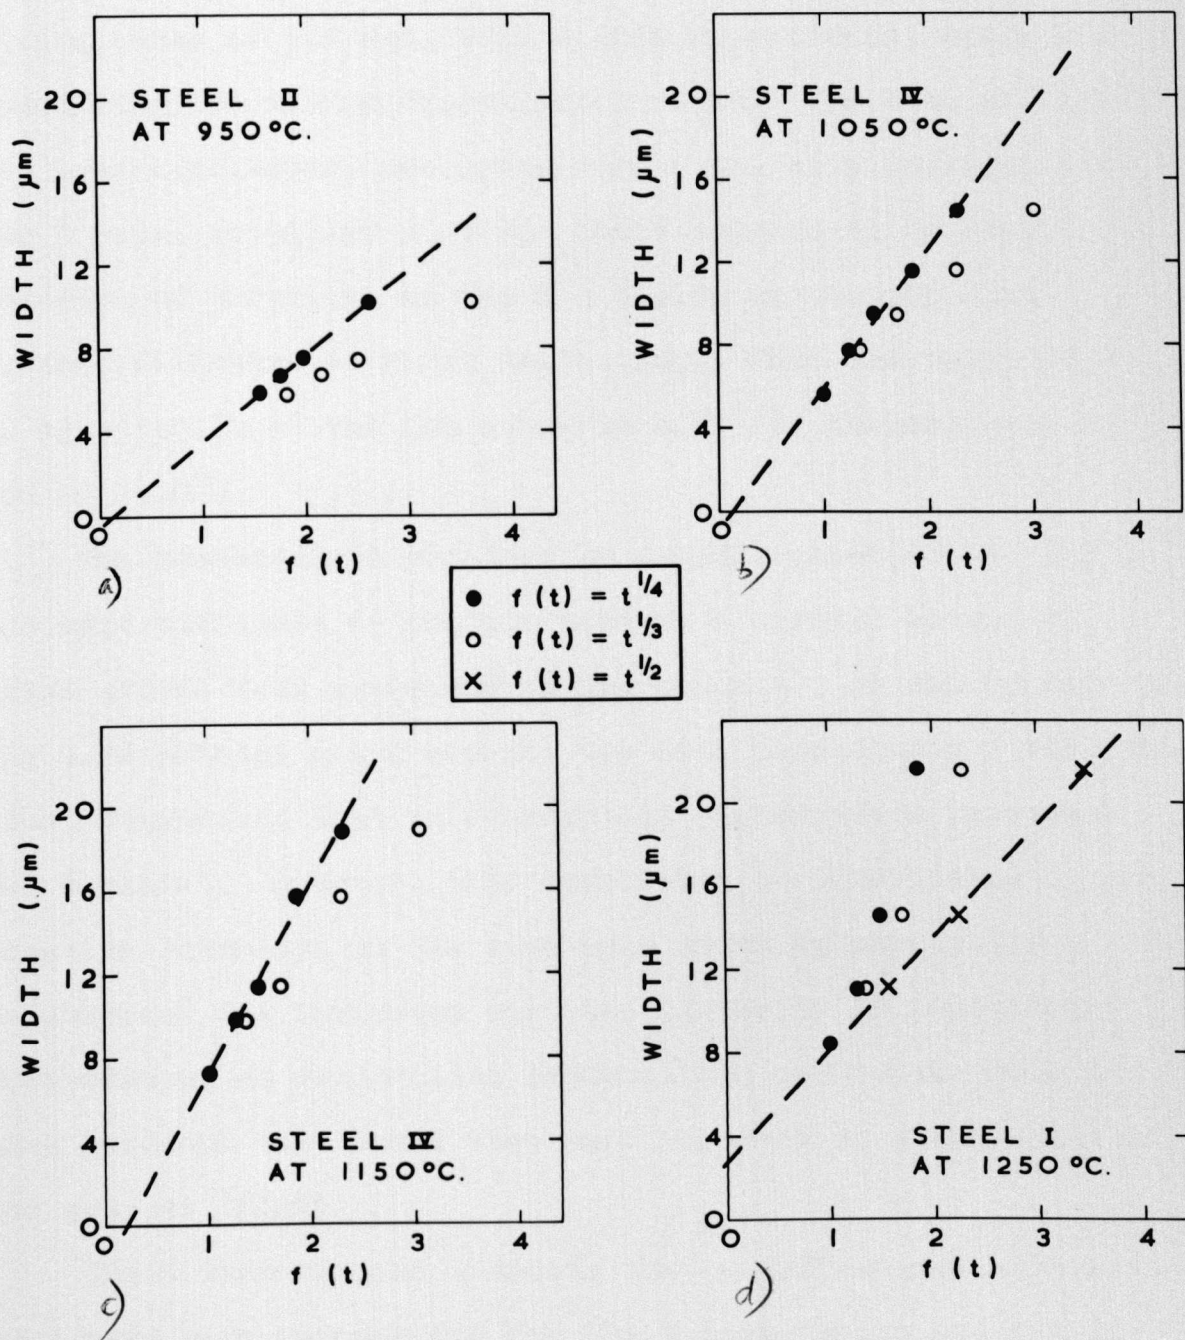 STEEL II
AT 950°C.
WIDTH (μm)
20
16
12
8
4
0
0 1 2 3 4
f (t)
a)
STEEL IV
AT 1050°C.
WIDTH (μm)
20
16
12
8
4
0
0 1 2 3 4
f (t)
b)
● f (t) = t^1/4
○ f (t) = t^1/3
× f (t) = t^1/2
WIDTH (μm)
20
16
12
8
4
0
STEEL IV
AT 1150°C.
0 1 2 3 4
f (t)
c)
WIDTH (μm)
20
16
12
8
4
0
STEEL I
AT 1250°C.
0 1 2 3 4
f (t)
d)